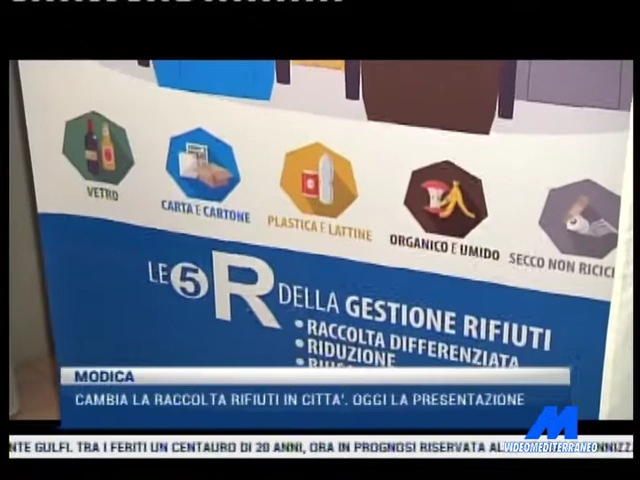 VETRO
CARTA E CARTONE
PLASTICA E LATTINE
ORGANICO E UMIDO
SECCO NON RICICL
LE 5 R DELLA GESTIONE RIFIUTI
• RACCOLTA DIFFERENZIATA
• RIDUZIONE
MODICA
CAMBIA LA RACCOLTA RIFIUTI IN CITTA'. OGGI LA PRESENTAZIONE
M
VIDEOMEDITERRANEO
NTE GULFI. TRA I FERITI UN CENTAURO DI 20 ANNI, ORA IN PROGNOSI RISERVATA AL